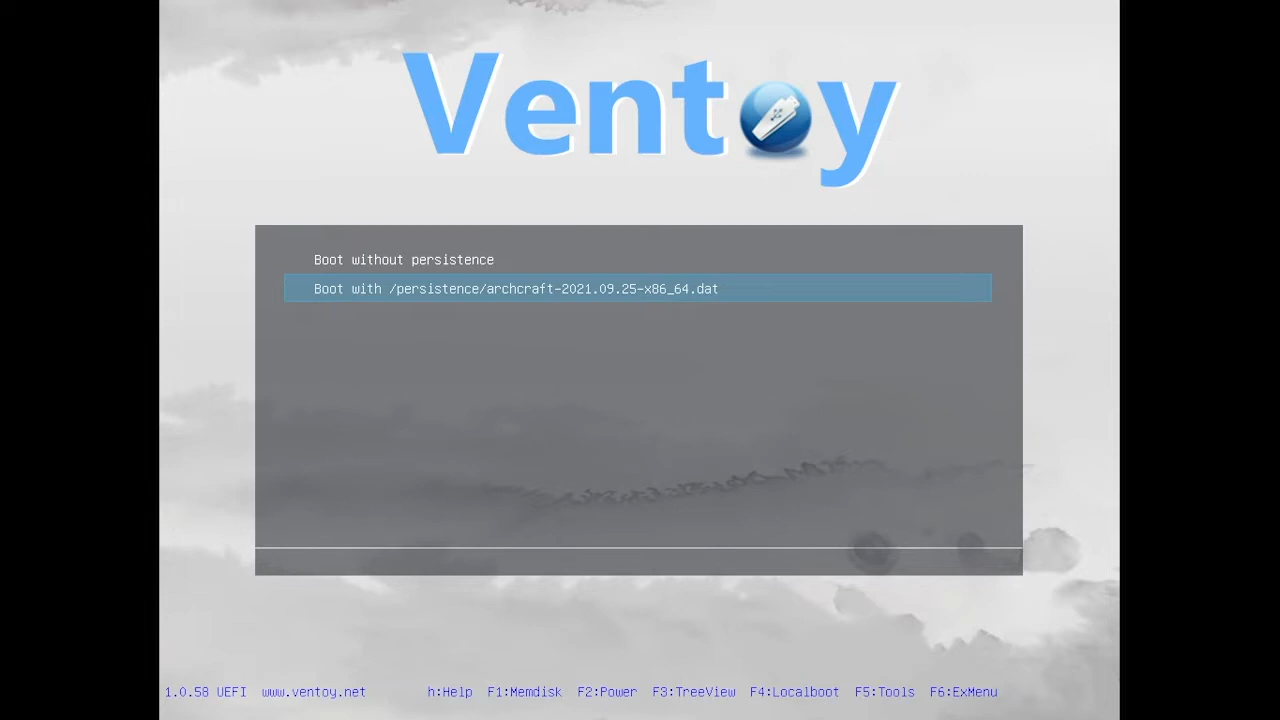 Ventoy
Boot without persistence
Boot with /persistence/archcraft-2021.09.25-x86_64.dat
1.0.58 UEFI www.ventoy.net h:Help F1:Memdisk F2:Power F3:TreeView F4:Localboot F5:Tools F6:ExMenu